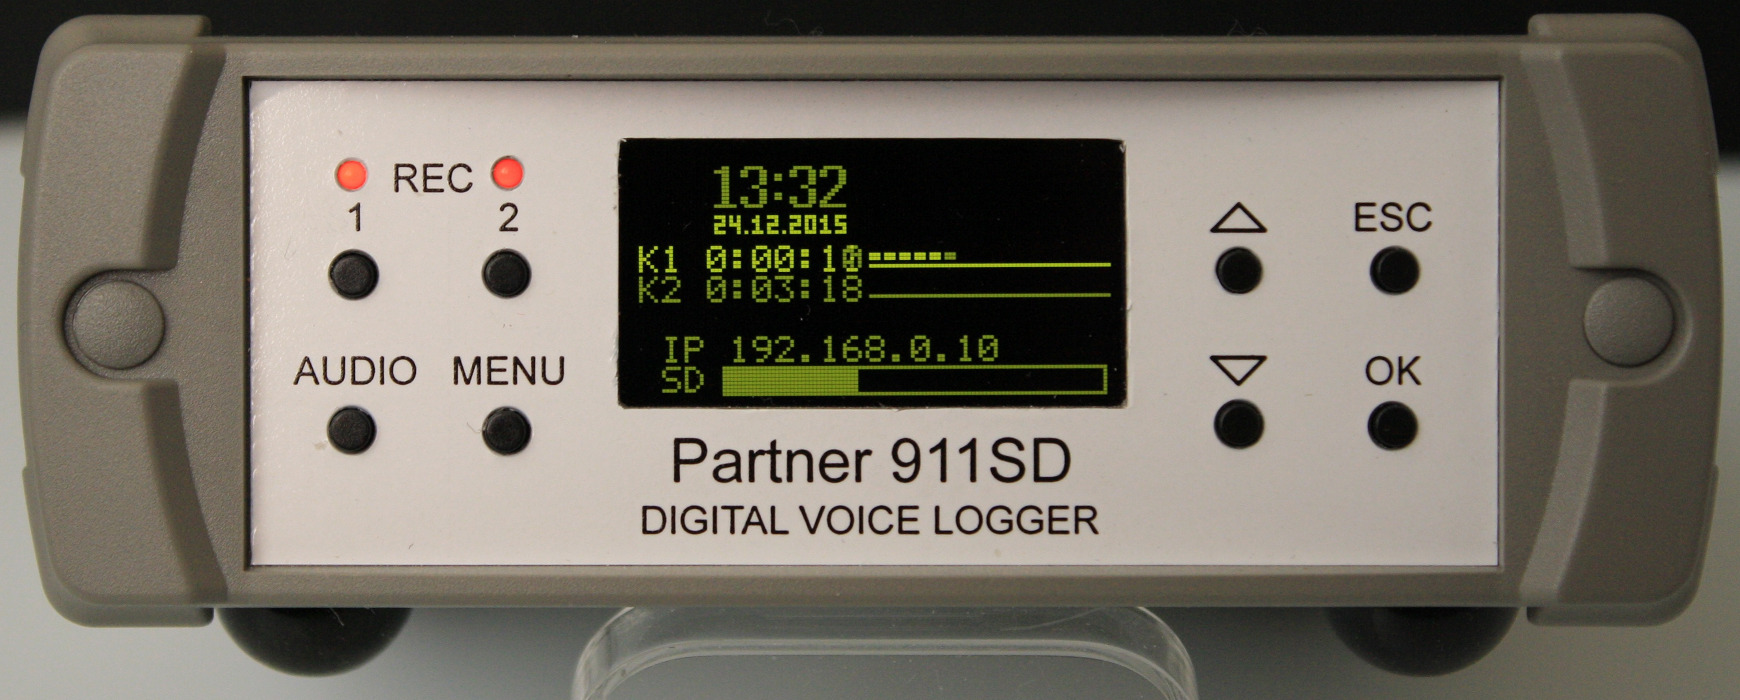 REC
1 2
AUDIO MENU
13:32
24.12.2015
K1 0:00:10
K2 0:03:18
IP 192.168.0.10
SD
Partner 911SD
DIGITAL VOICE LOGGER
ESC
OK